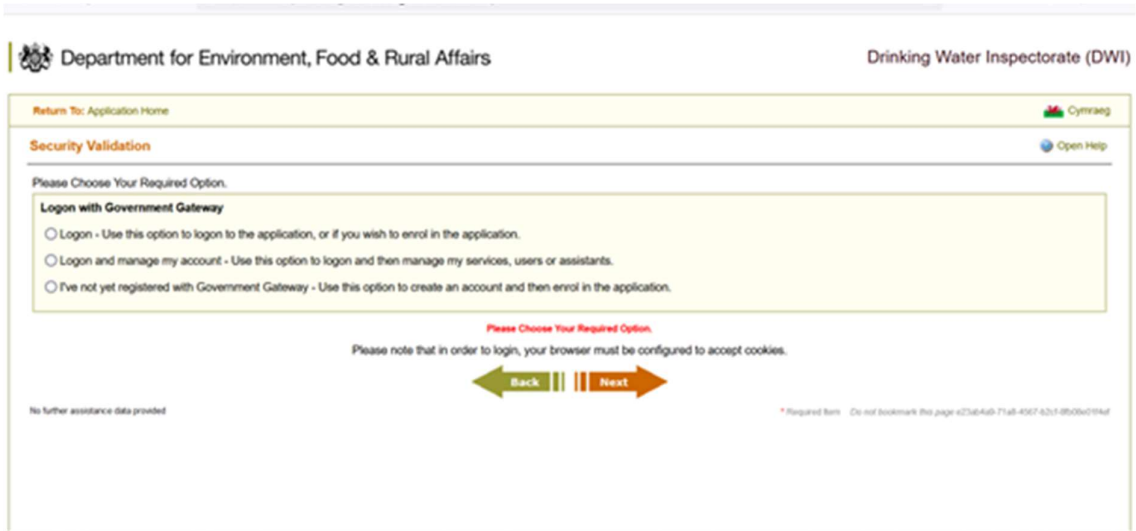 Department for Environment, Food & Rural Affairs
Drinking Water Inspectorate (DWI)
Return To: Application Home
Cymraeg
Security Validation
Open Help
Please Choose Your Required Option.
Logon with Government Gateway
Logon - Use this option to logon to the application, or if you wish to enrol in the application.
Logon and manage my account - Use this option to logon and then manage my services, users or assistants.
I've not yet registered with Government Gateway - Use this option to create an account and then enrol in the application.
Please Choose Your Required Option.
Please note that in order to login, your browser must be configured to accept cookies.
Back
Next
No further assistance data provided
* Required Item Do not bookmark this page